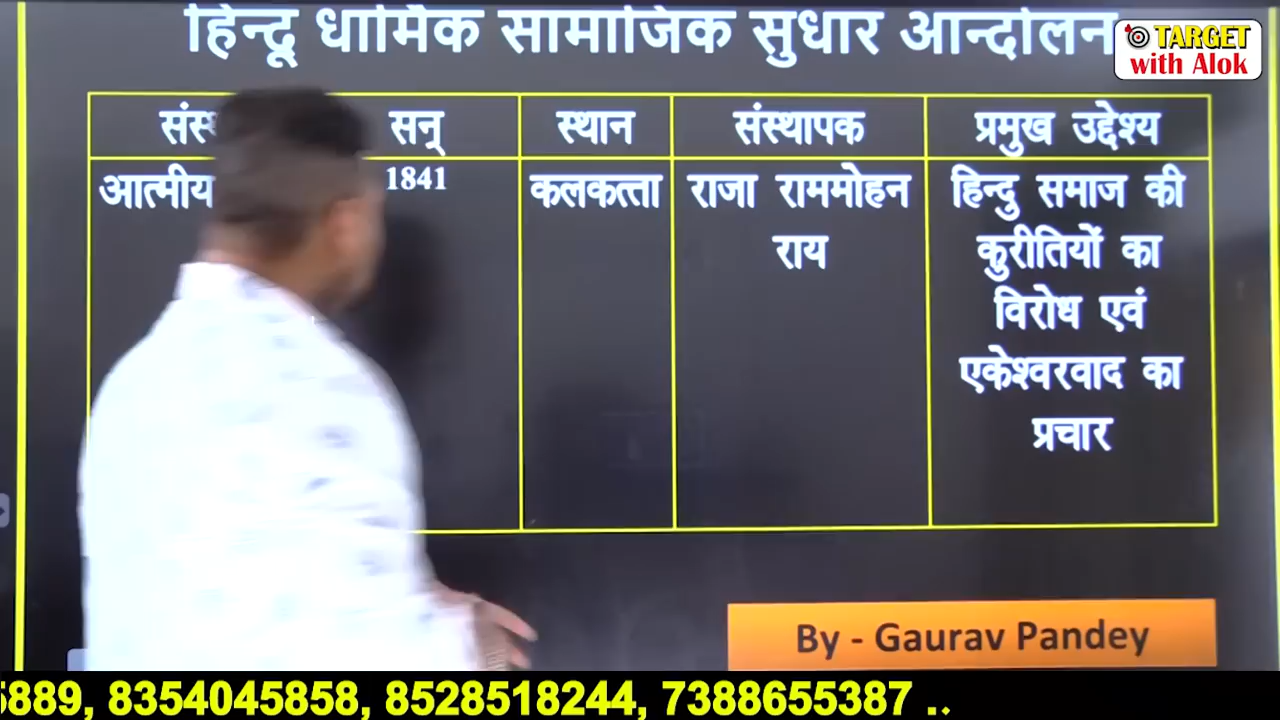 हिन्दू धार्मिक सामाजिक सुधार आन्दोलन
TARGET
with Alok
सन् स्थान संस्थापक प्रमुख उद्देश्य
आत्मीय 1841 कलकत्ता राजा राममोहन हिन्दु समाज की
राय कुरीतियों का
विरोध एवं
एकेश्वरवाद का
प्रचार
By - Gaurav Pandey
5889, 8354045858, 8528518244, 7388655387 ..